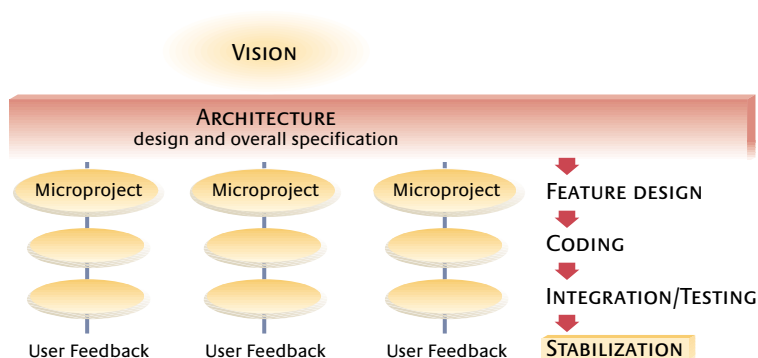 VISION
ARCHITECTURE
design and overall specification
Microproject Microproject Microproject FEATURE DESIGN
CODING
INTEGRATION/TESTING
User Feedback User Feedback User Feedback STABILIZATION